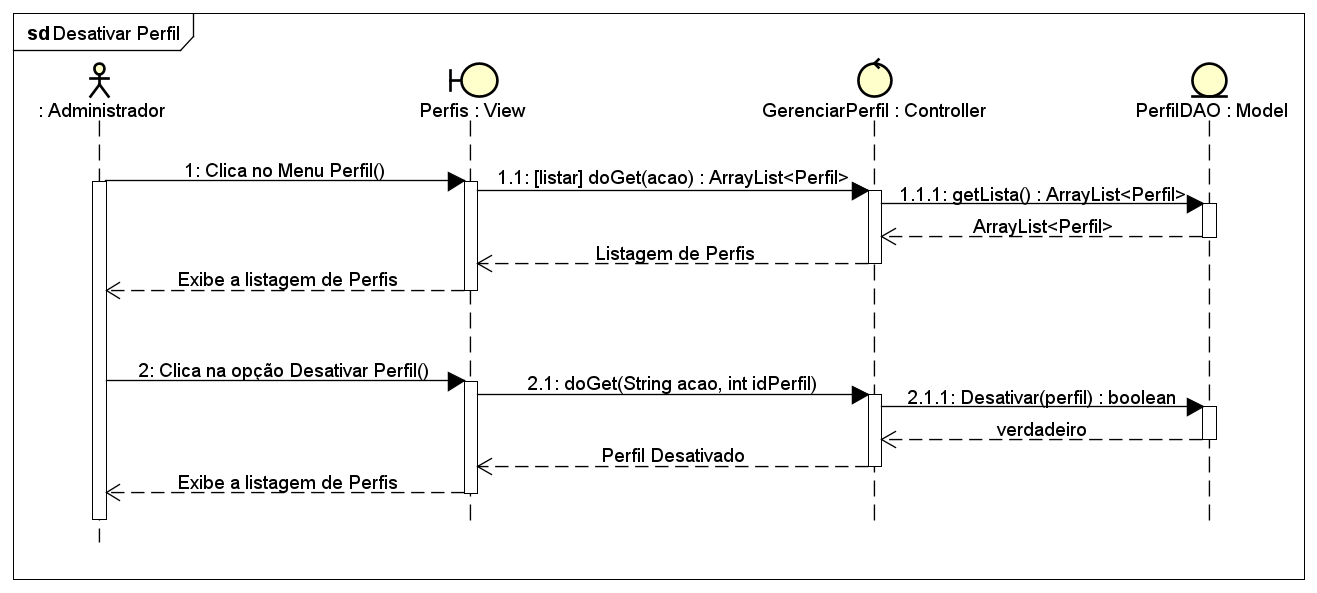 sd Desativar Perfil
: Administrador
Perfis : View
GerenciarPerfil : Controller
PerfilDAO : Model
1: Clica no Menu Perfil()
1.1: [listar] doGet(acao) : ArrayList<Perfil>
1.1.1: getLista() : ArrayList<Perfil>
ArrayList<Perfil>
Listagem de Perfis
Exibe a listagem de Perfis
2: Clica na opção Desativar Perfil()
2.1: doGet(String acao, int idPerfil)
2.1.1: Desativar(perfil) : boolean
verdadeiro
Perfil Desativado
Exibe a listagem de Perfis